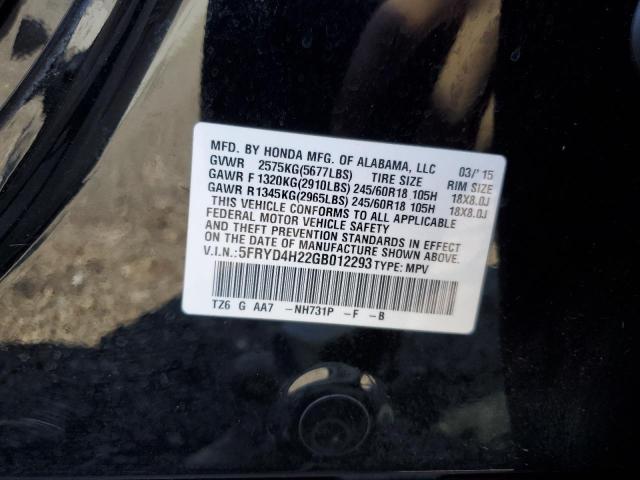 MFD. BY HONDA MFG. OF ALABAMA, LLC 03/'15
GVWR 2575KG(5677LBS) TIRE SIZE RIM SIZE
GAWR F 1320KG(2910LBS) 245/60R18 105H 18X8.0J
GAWR R1345KG(2965LBS) 245/60R18 105H 18X8.0J
THIS VEHICLE CONFORMS TO ALL APPLICABLE
FEDERAL MOTOR VEHICLE SAFETY
AND THEFT PREVENTION STANDARDS IN EFFECT
ON THE DATE OF MANUFACTURE SHOWN ABOVE.
V.I.N.:5FRYD4H22GB012293 TYPE: MPV
TZ6 G AA7 -NH731P -F -B